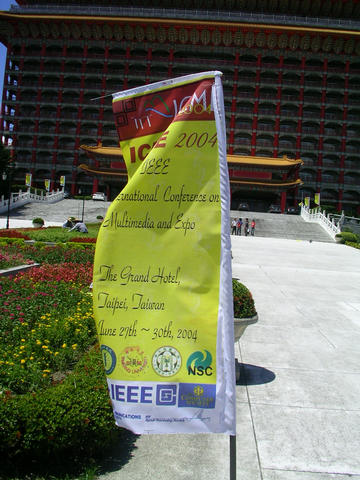 ICME
ICME 2004
IEEE
International Conference on
Multimedia and Expo
The Grand Hotel,
Taipei, Taiwan
June 27th ~ 30th, 2004
NSC
IEEE